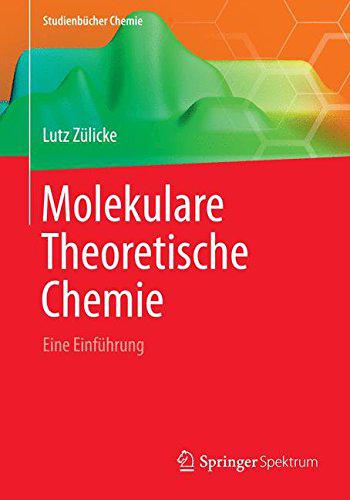 Studienbücher Chemie
Lutz Zülicke
Molekulare
Theoretische
Chemie
Eine Einführung
Springer Spektrum